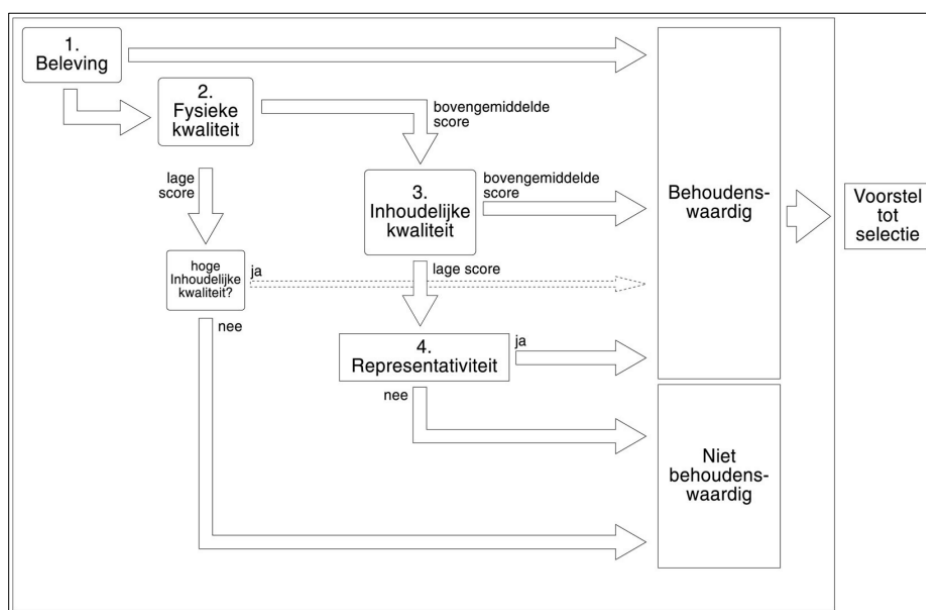 1.
Beleving
2.
Fysieke
kwaliteit
bovengemiddelde
score
lage
score
3.
Inhoudelijke
kwaliteit
bovengemiddelde
score
Behoudens-
waardig
Voorstel
tot
selectie
hoge
Inhoudelijke
kwaliteit?
ja
lage score
nee
4.
Representativiteit
ja
nee
Niet
behoudens-
waardig